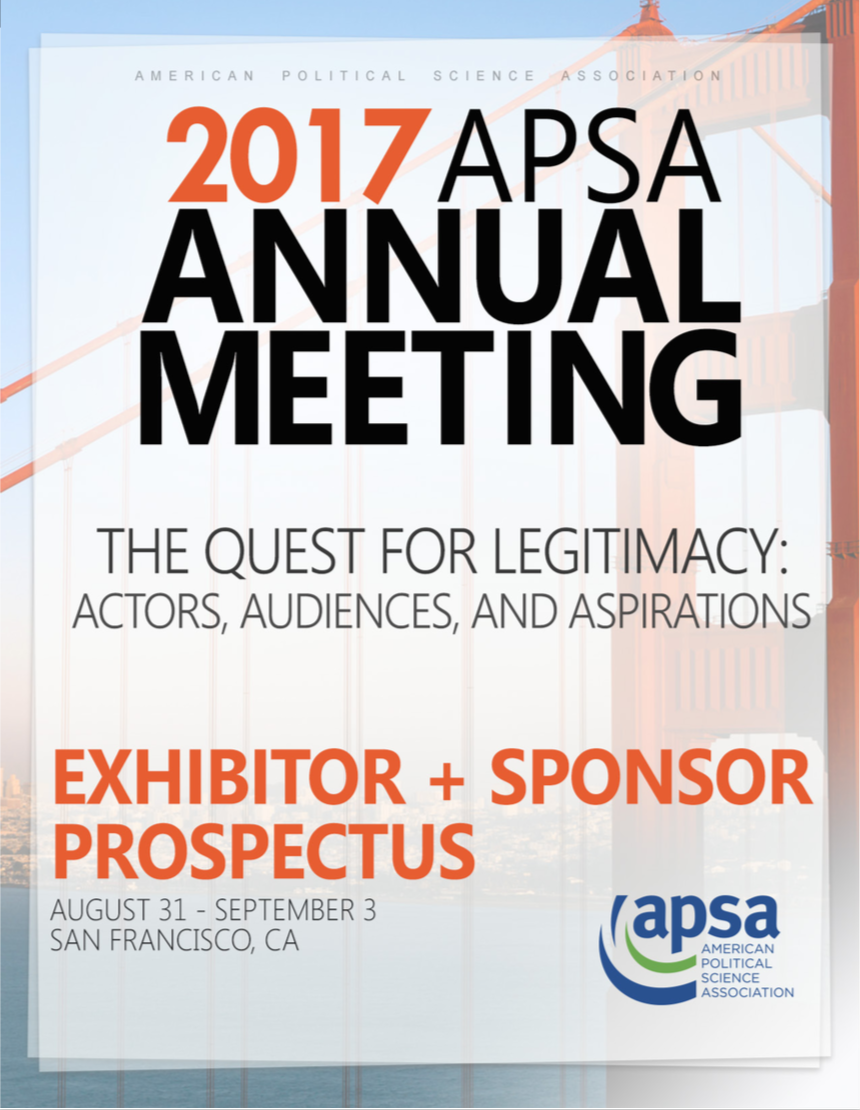 AMERICAN POLITICAL SCIENCE ASSOCIATION
2017 APSA
ANNUAL
MEETING
THE QUEST FOR LEGITIMACY:
ACTORS, AUDIENCES, AND ASPIRATIONS
EXHIBITOR + SPONSOR
PROSPECTUS
AUGUST 31 - SEPTEMBER 3
SAN FRANCISCO, CA
apsa
AMERICAN
POLITICAL
SCIENCE
ASSOCIATION